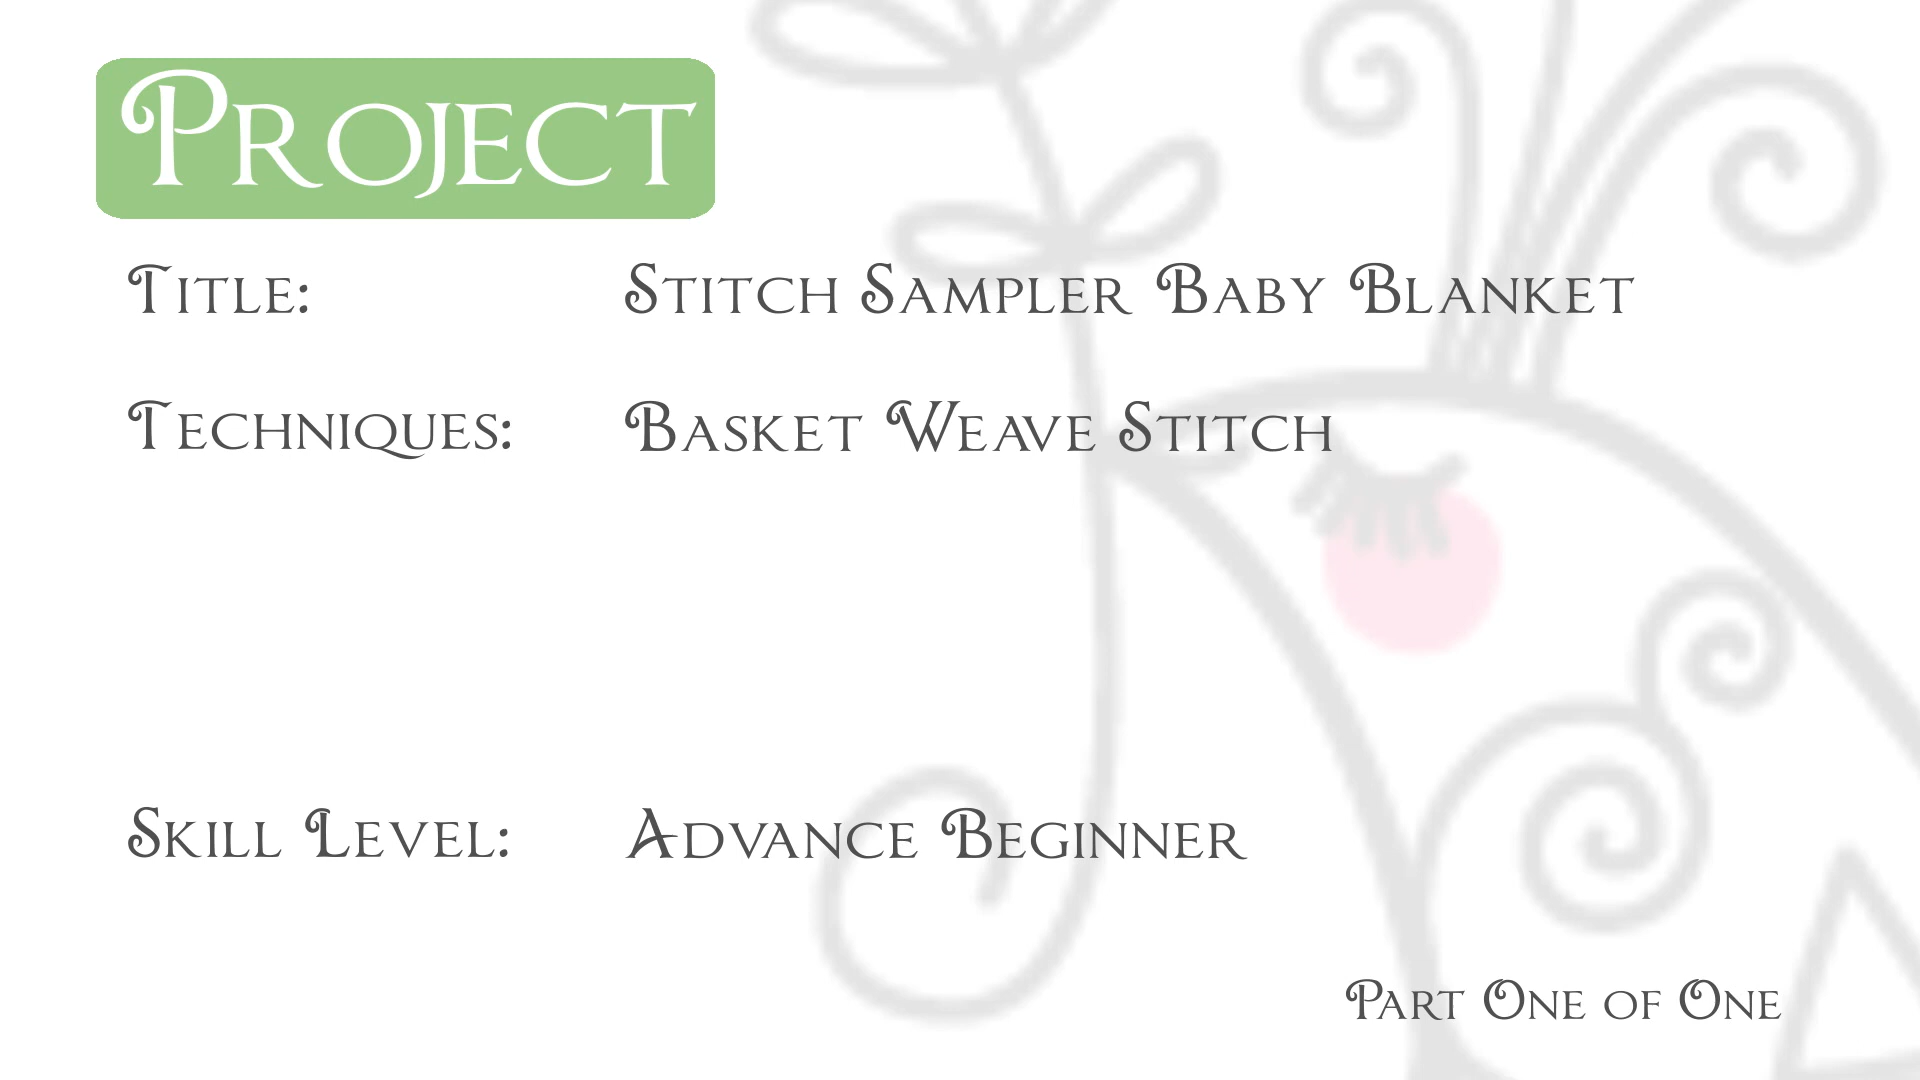 Project
Title: Stitch Sampler Baby Blanket
Techniques: Basket Weave Stitch
Skill Level: Advance Beginner
Part One of One